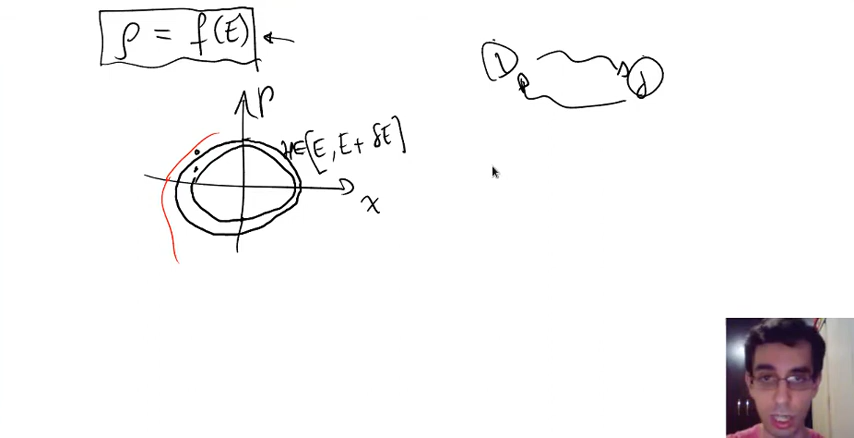 ρ = f(E)
P
H∈[E, E+δE]
x
i
j